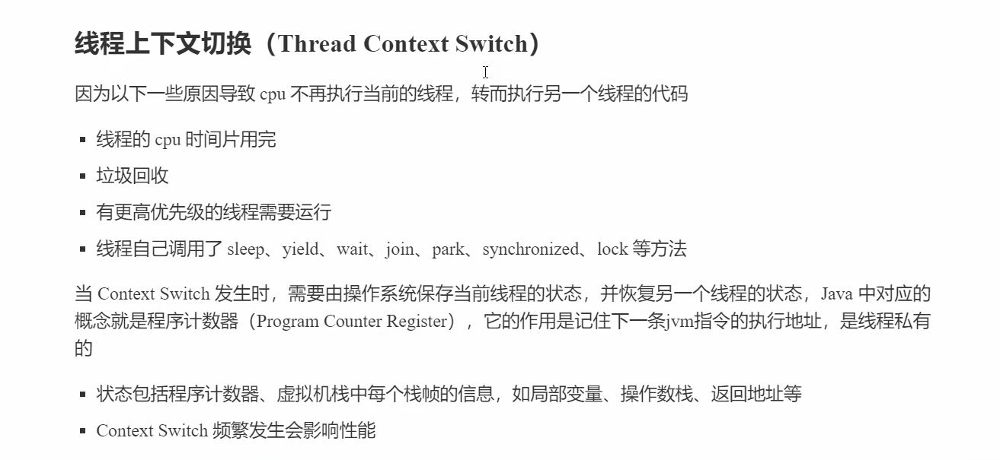 线程上下文切换（Thread Context Switch）
因为以下一些原因导致 cpu 不再执行当前的线程，转而执行另一个线程的代码
▪ 线程的 cpu 时间片用完
▪ 垃圾回收
▪ 有更高优先级的线程需要运行
▪ 线程自己调用了 sleep、yield、wait、join、park、synchronized、lock 等方法
当 Context Switch 发生时，需要由操作系统保存当前线程的状态，并恢复另一个线程的状态，Java 中对应的
概念就是程序计数器（Program Counter Register），它的作用是记住下一条jvm指令的执行地址，是线程私有
的
▪ 状态包括程序计数器、虚拟机栈中每个栈帧的信息，如局部变量、操作数栈、返回地址等
▪ Context Switch 频繁发生会影响性能